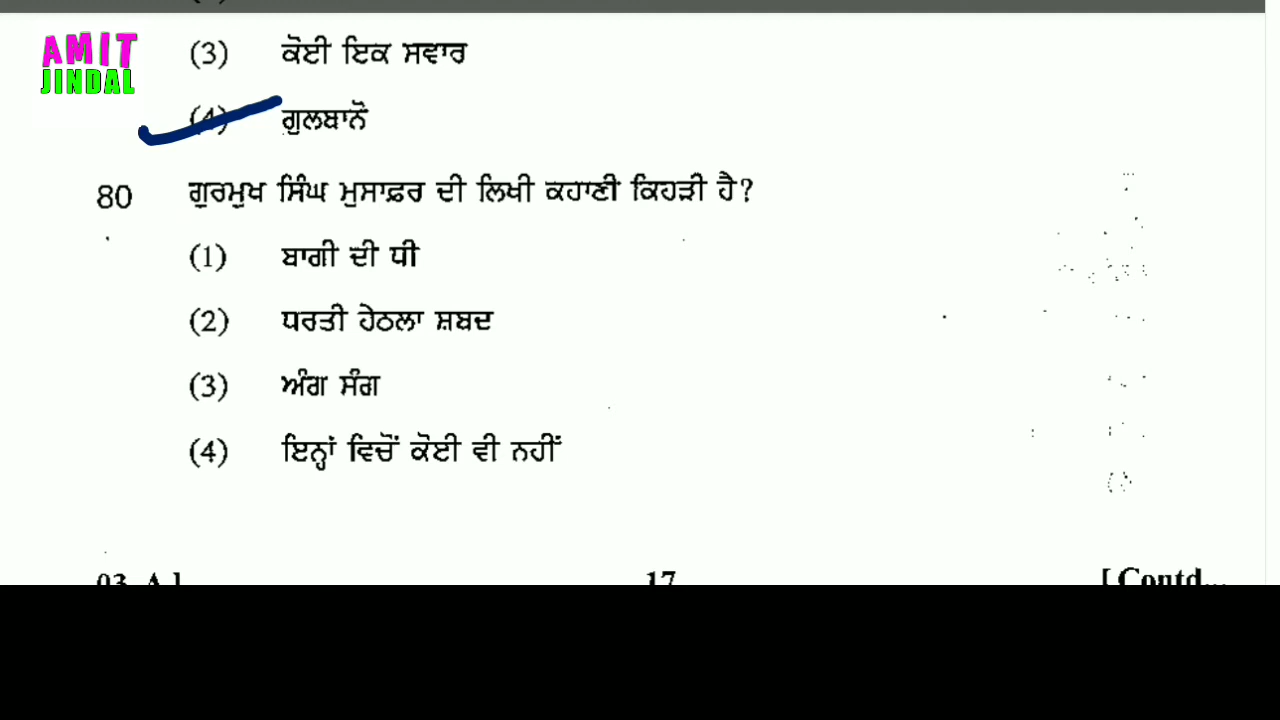 AMIT
JINDAL
(3) ਕੋਈ ਇਕ ਸਵਾਰ
(4) ਗੁਲਬਾਨੋ
80 ਗੁਰਮੁਖ ਸਿੰਘ ਮੁਸਾਫ਼ਰ ਦੀ ਲਿਖੀ ਕਹਾਣੀ ਕਿਹੜੀ ਹੈ?
(1) ਬਾਗੀ ਦੀ ਧੀ
(2) ਧਰਤੀ ਹੇਠਲਾ ਸ਼ਬਦ
(3) ਅੰਗ ਸੰਗ
(4) ਇਨ੍ਹਾਂ ਵਿਚੋਂ ਕੋਈ ਵੀ ਨਹੀਂ
03_A ] 17 [ Contd...